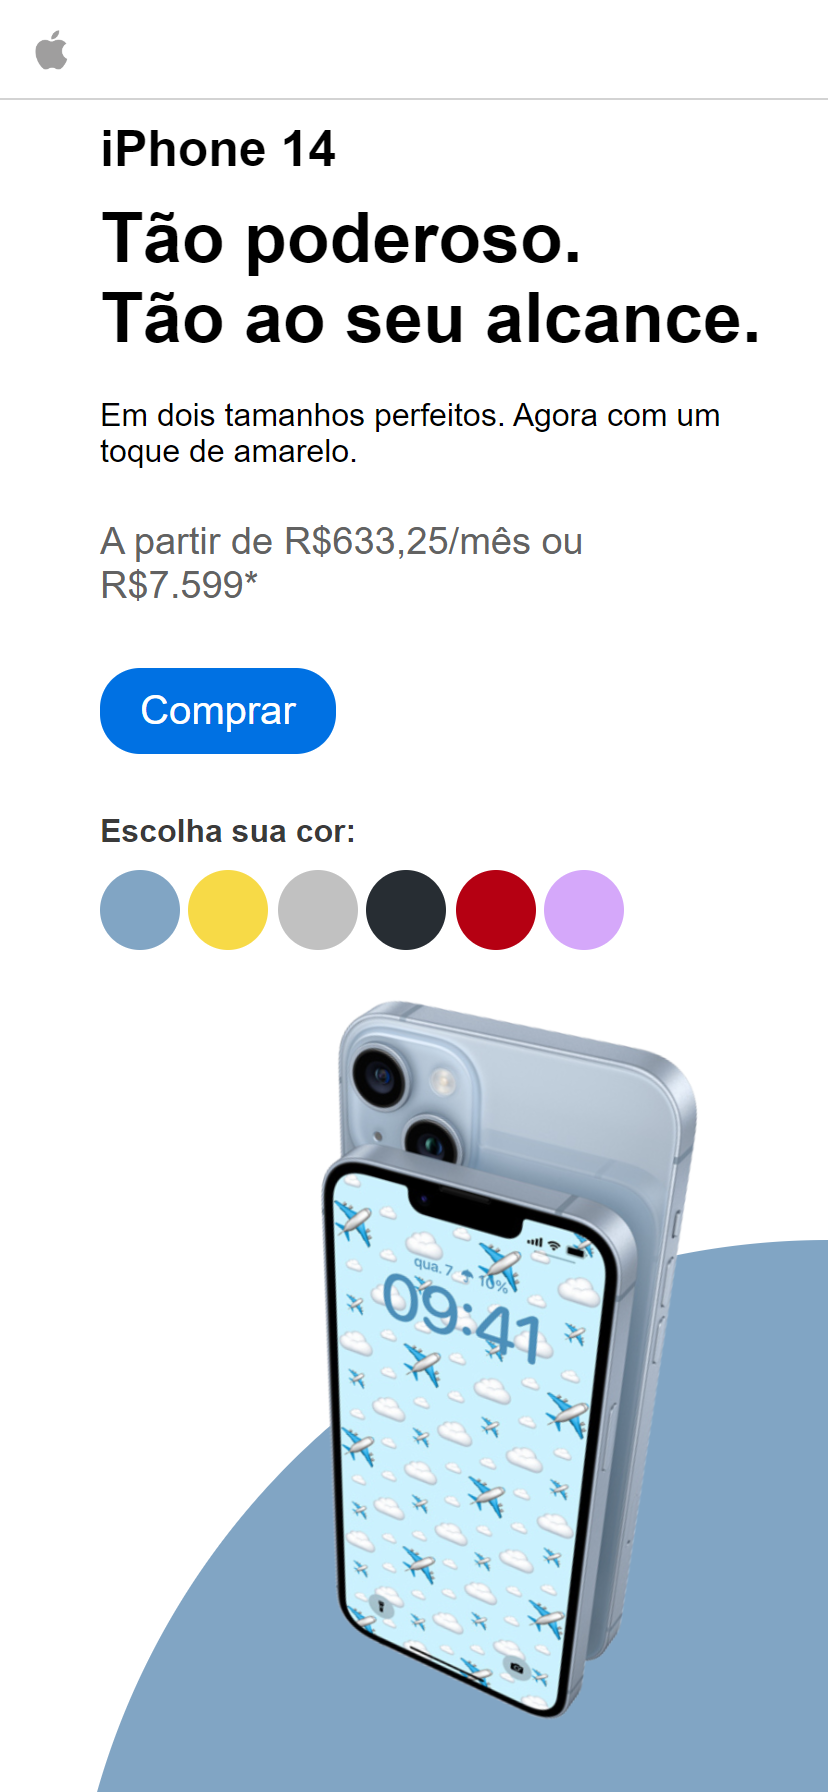 iPhone 14
Tão poderoso.
Tão ao seu alcance.
Em dois tamanhos perfeitos. Agora com um
toque de amarelo.
A partir de R$633,25/mês ou
R$7.599*
Comprar
Escolha sua cor:
qua. 7 10%
09:41